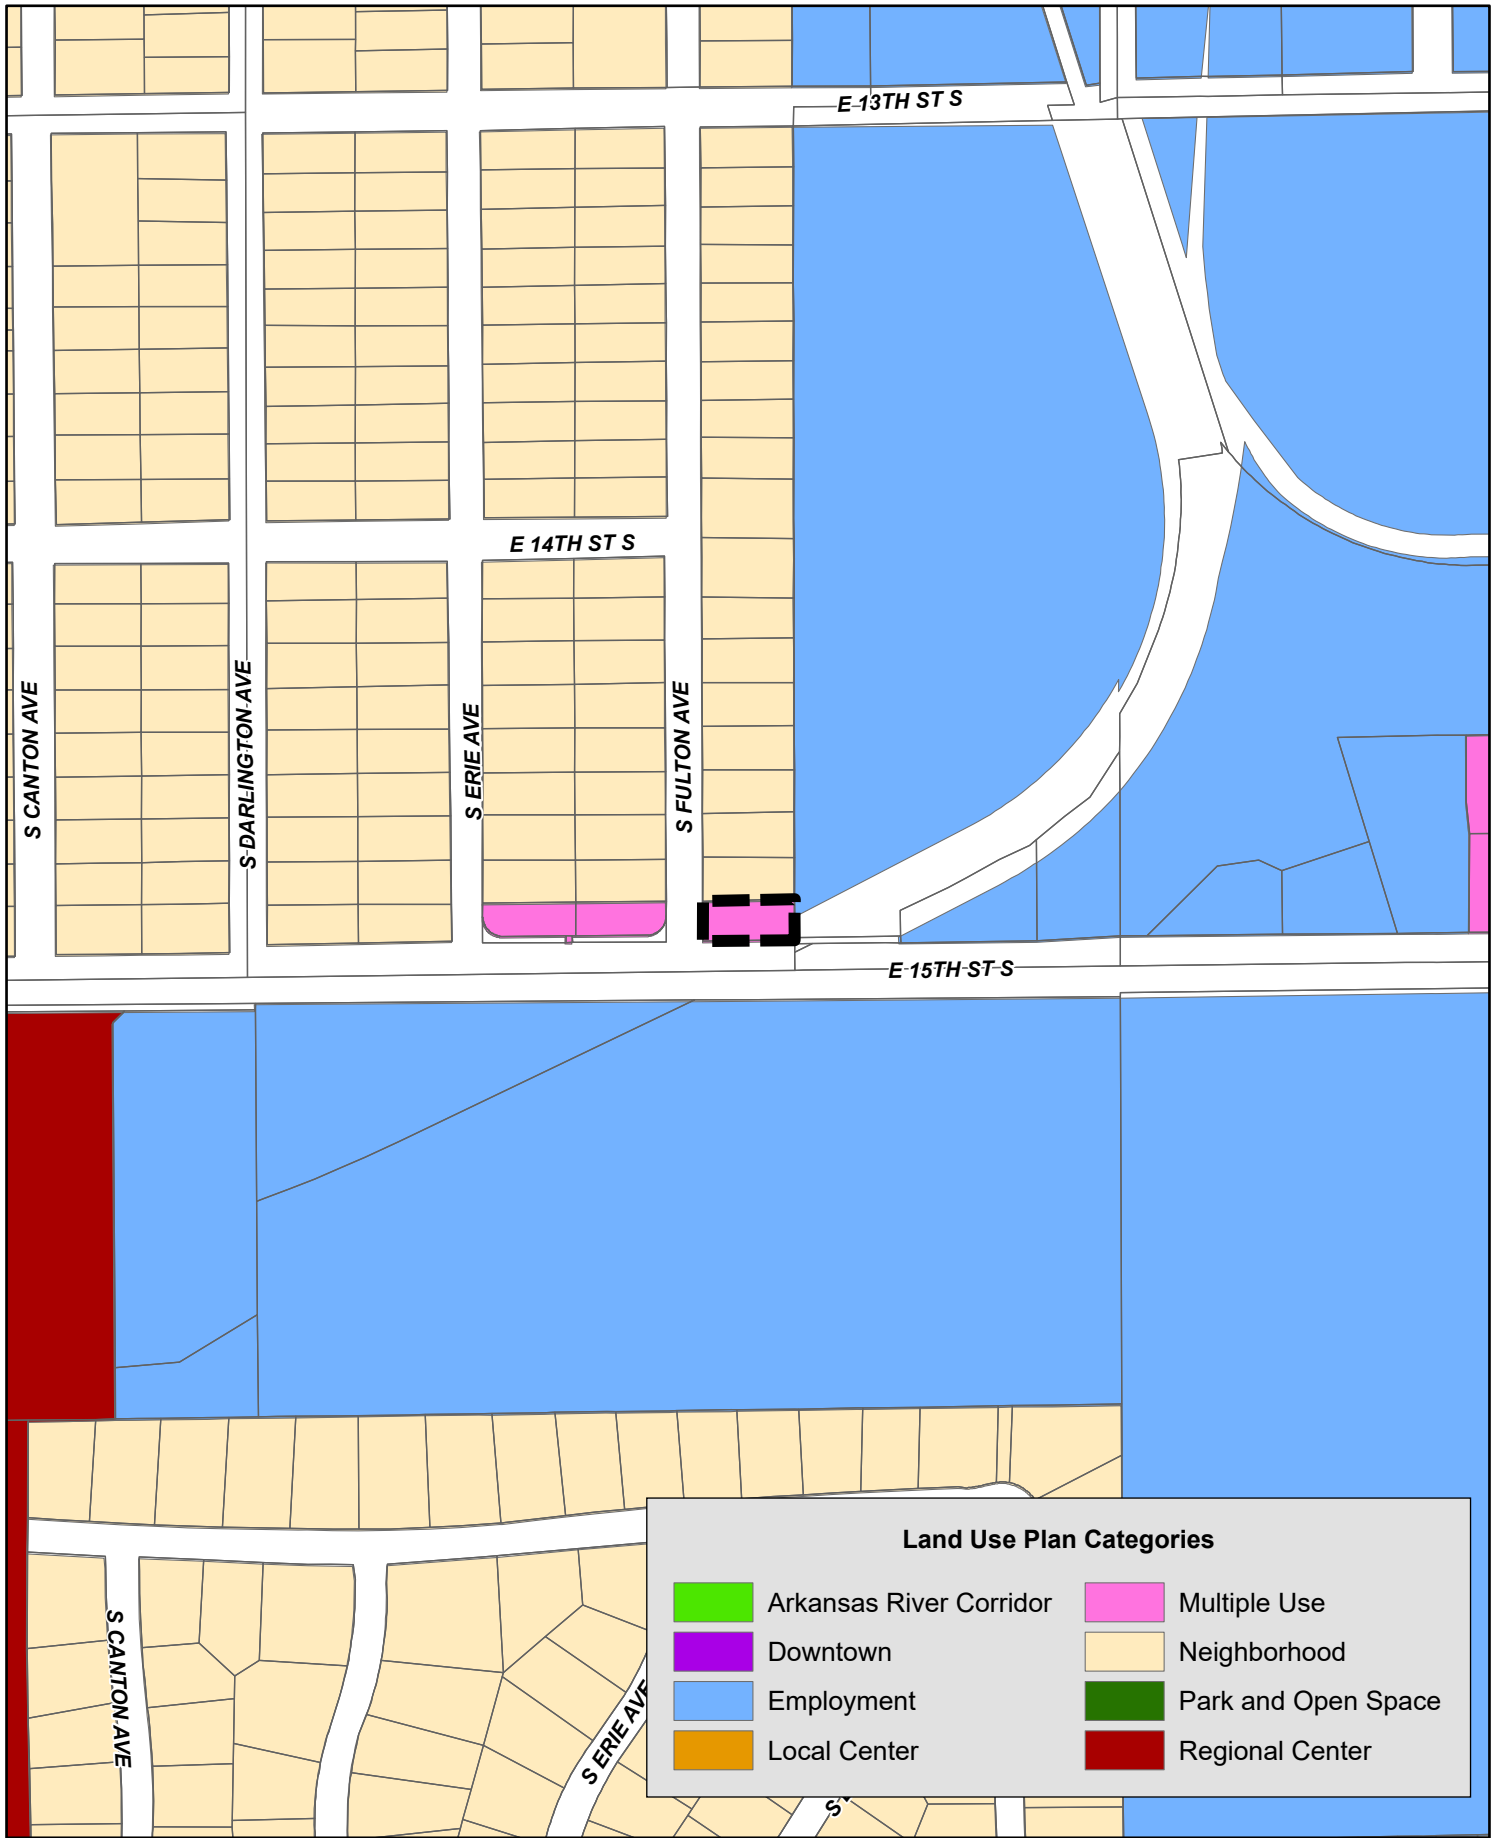 E 13TH ST S
E 14TH ST S
S CANTON AVE
S DARLINGTON AVE
S ERIE AVE
S FULTON AVE
E 15TH ST S
Land Use Plan Categories
Arkansas River Corridor
Multiple Use
Downtown
Neighborhood
Employment
Park and Open Space
Local Center
Regional Center
S CANTON AVE
S ERIE AVE
S